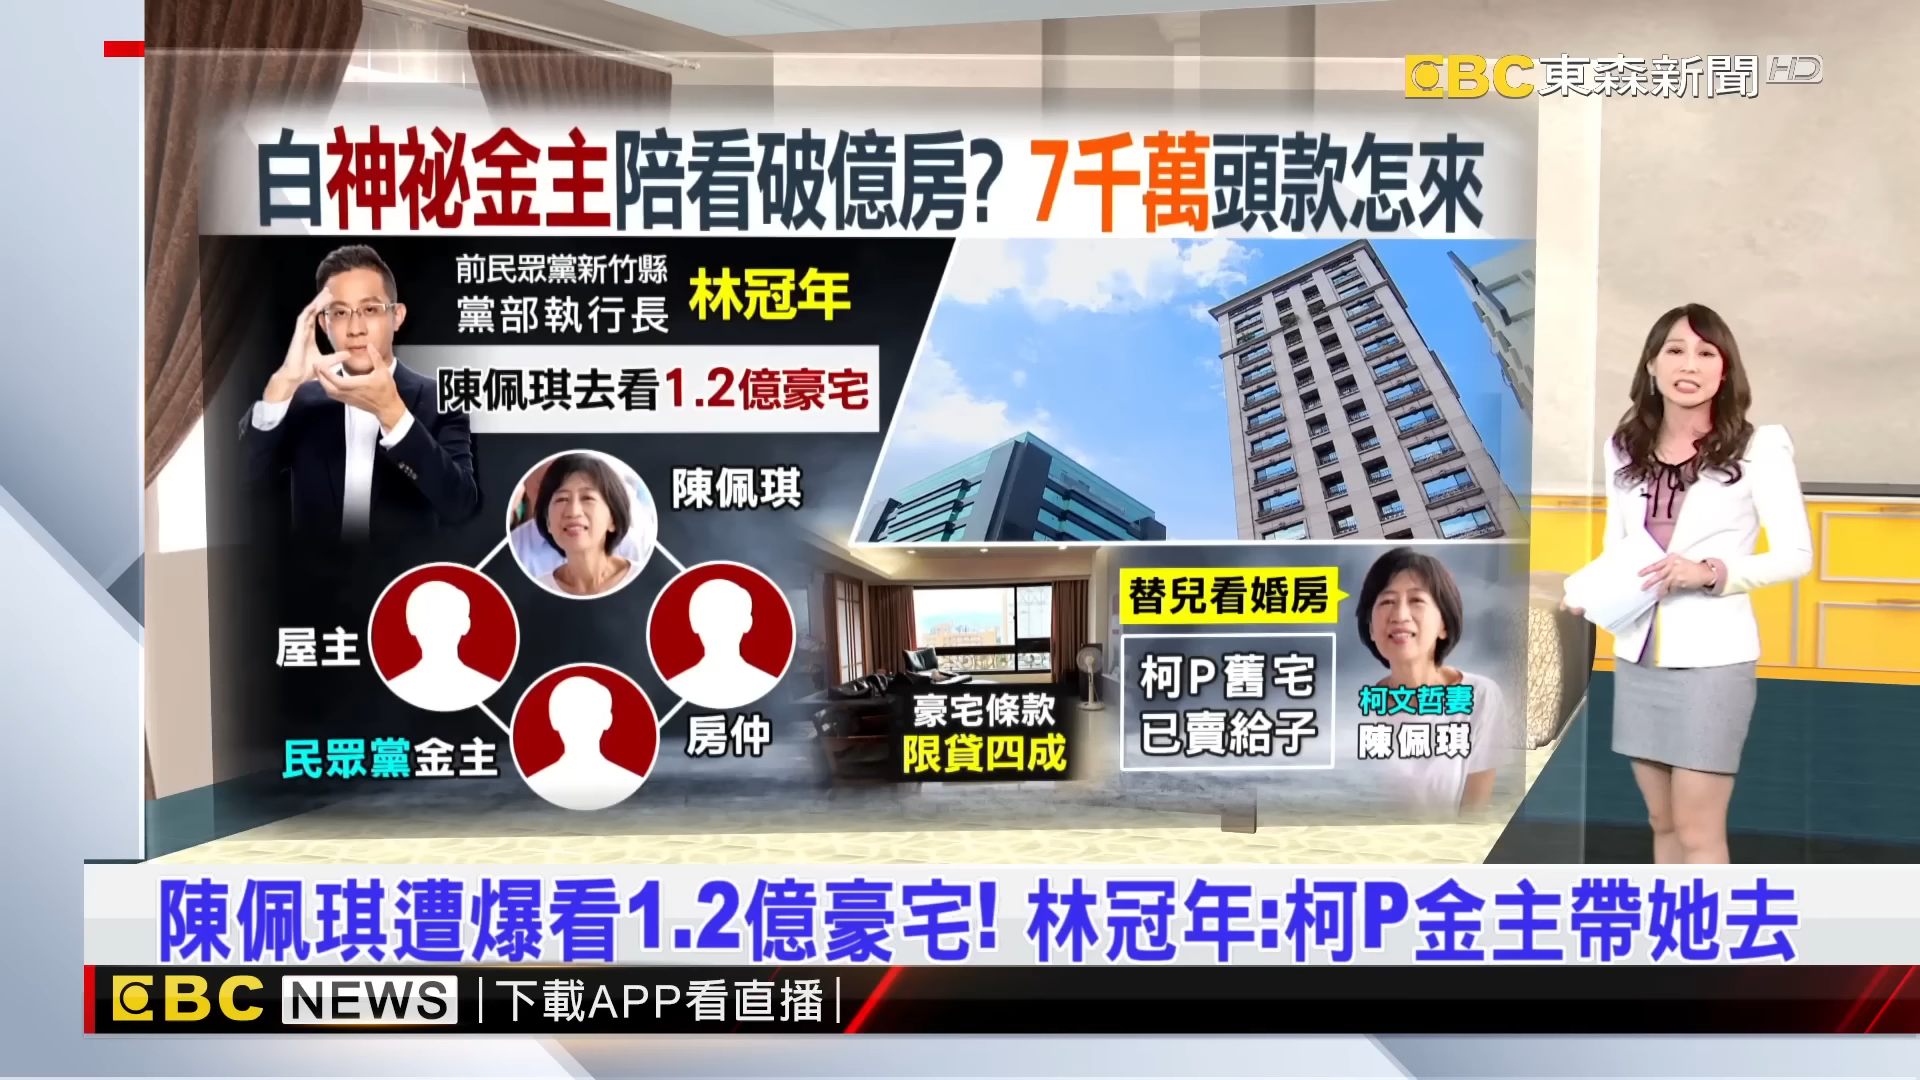 EBC東森新聞HD
白神祕金主陪看破億房? 7千萬頭款怎來
前民眾黨新竹縣
黨部執行長 林冠年
陳佩琪去看1.2億豪宅
陳佩琪
屋主
房仲
民眾黨金主
豪宅條款
限貸四成
替兒看婚房
柯P舊宅
已賣給子
柯文哲妻
陳佩琪
陳佩琪遭爆看1.2億豪宅! 林冠年:柯P金主帶她去
EBC NEWS |下載APP看直播|